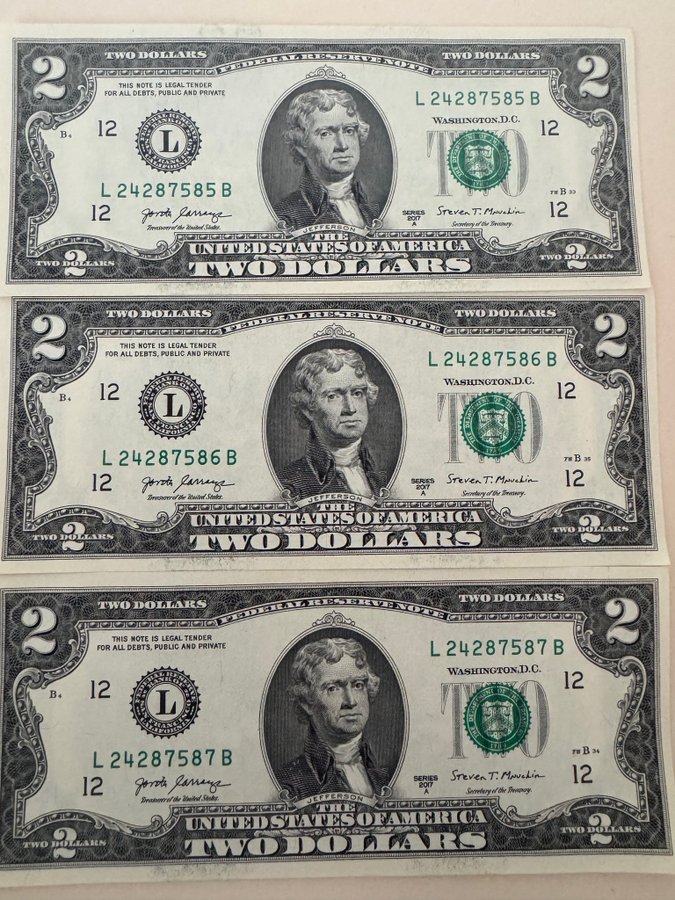 2 TWO DOLLARS FEDERAL RESERVE NOTE TWO DOLLARS 2
THIS NOTE IS LEGAL TENDER
FOR ALL DEBTS, PUBLIC AND PRIVATE
L 24287585 B
WASHINGTON, D.C.
B4 12 L TWO 12
L 24287585 B
12 SERIES 2017 A Steven T. Mnuchin 12
Treasurer of the United States. Secretary of the Treasury.
JEFFERSON
THE
UNITED STATES OF AMERICA
TWO DOLLARS 2 TWO DOLLARS TWO DOLLARS 2
2 TWO DOLLARS FEDERAL RESERVE NOTE TWO DOLLARS 2
THIS NOTE IS LEGAL TENDER
FOR ALL DEBTS, PUBLIC AND PRIVATE
L 24287586 B
WASHINGTON, D.C.
B4 12 L TWO 12
L 24287586 B
FW B 35
12 SERIES 2017 A Steven T. Mnuchin 12
Treasurer of the United States. Secretary of the Treasury.
JEFFERSON
THE
UNITED STATES OF AMERICA
TWO DOLLARS 2 TWO DOLLARS TWO DOLLARS 2
2 TWO DOLLARS FEDERAL RESERVE NOTE TWO DOLLARS 2
THIS NOTE IS LEGAL TENDER
FOR ALL DEBTS, PUBLIC AND PRIVATE
L 24287587 B
WASHINGTON, D.C.
B4 12 L TWO 12
L 24287587 B
FW B 34
12 SERIES 2017 A Steven T. Mnuchin 12
Treasurer of the United States. Secretary of the Treasury.
JEFFERSON
THE
UNITED STATES OF AMERICA
TWO DOLLARS 2 TWO DOLLARS TWO DOLLARS 2